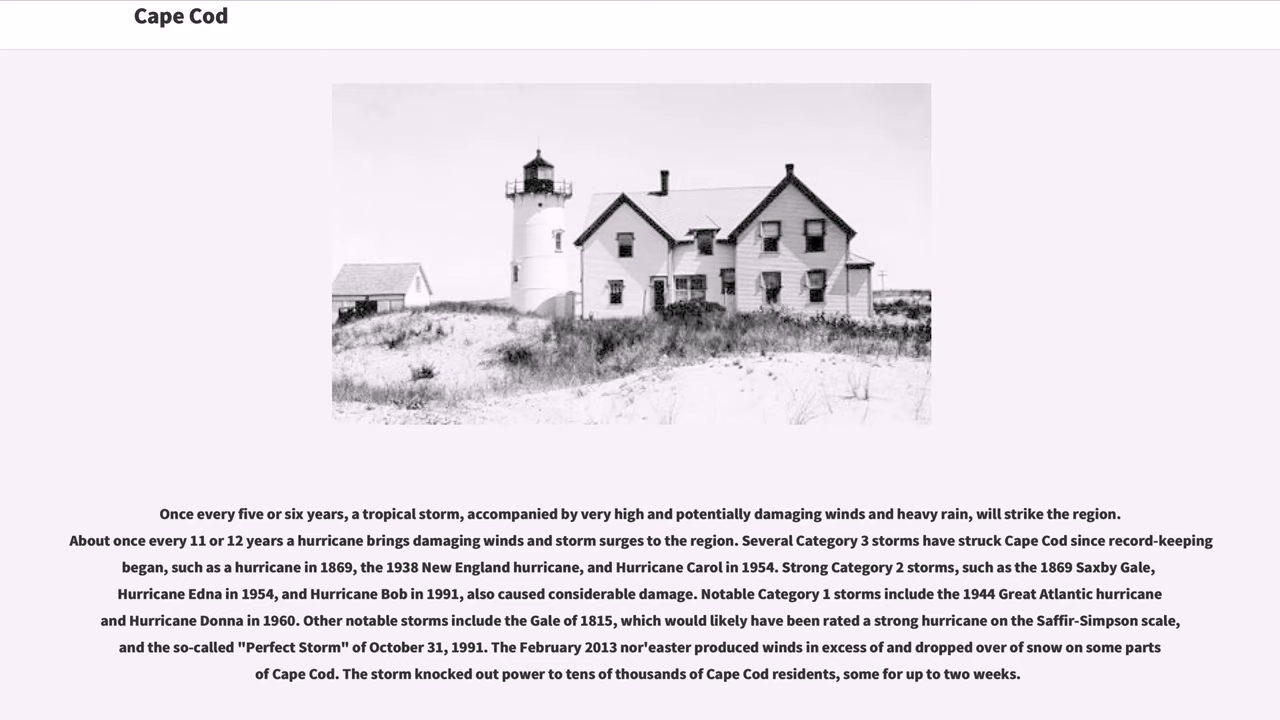 Cape Cod
Once every five or six years, a tropical storm, accompanied by very high and potentially damaging winds and heavy rain, will strike the region.
About once every 11 or 12 years a hurricane brings damaging winds and storm surges to the region. Several Category 3 storms have struck Cape Cod since record-keeping
began, such as a hurricane in 1869, the 1938 New England hurricane, and Hurricane Carol in 1954. Strong Category 2 storms, such as the 1869 Saxby Gale,
Hurricane Edna in 1954, and Hurricane Bob in 1991, also caused considerable damage. Notable Category 1 storms include the 1944 Great Atlantic hurricane
and Hurricane Donna in 1960. Other notable storms include the Gale of 1815, which would likely have been rated a strong hurricane on the Saffir-Simpson scale,
and the so-called "Perfect Storm" of October 31, 1991. The February 2013 nor'easter produced winds in excess of and dropped over of snow on some parts
of Cape Cod. The storm knocked out power to tens of thousands of Cape Cod residents, some for up to two weeks.